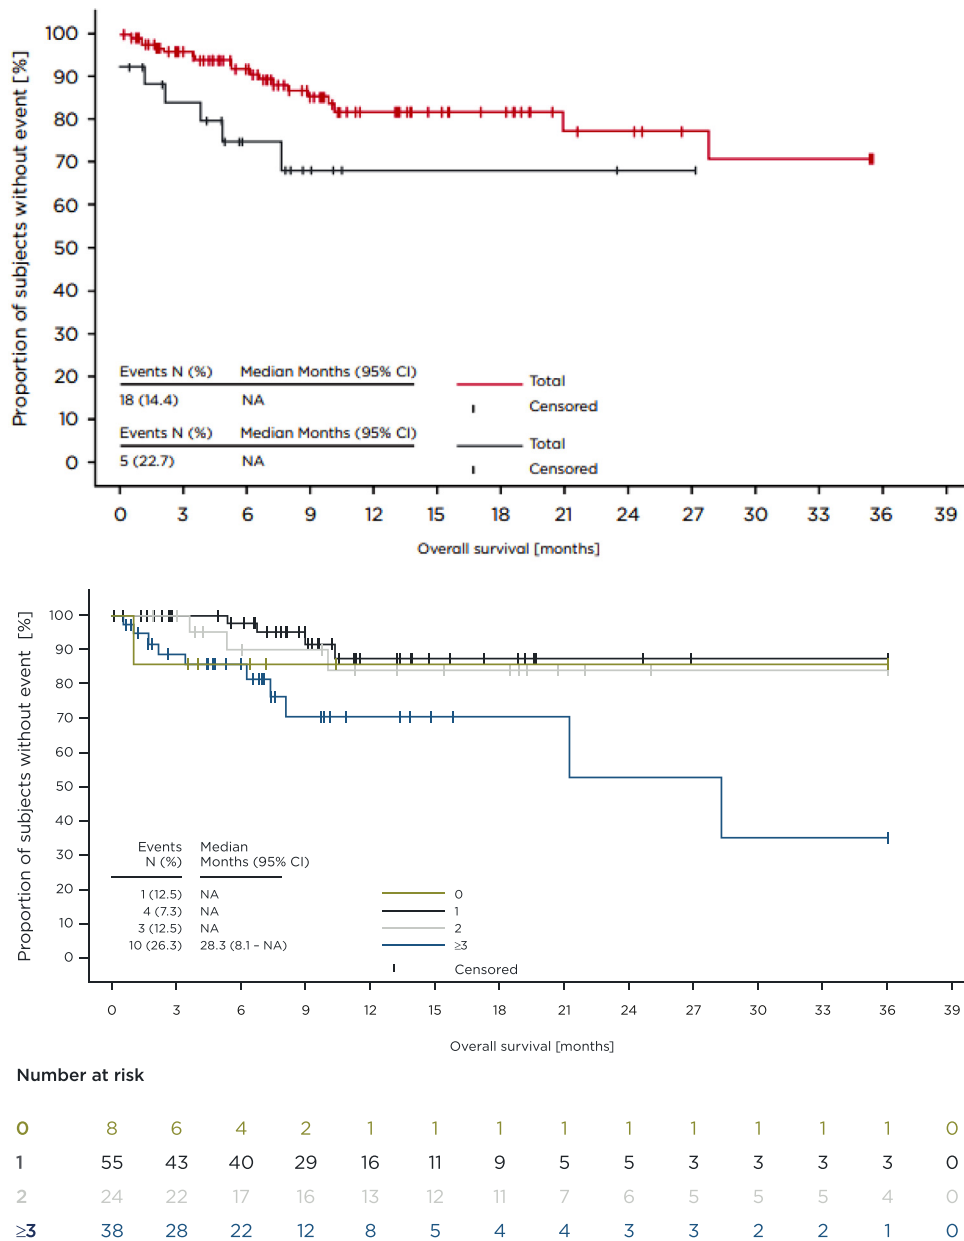 Proportion of subjects without event [%]
100
90
80
70
60
50
40
30
20
10
0
Events N (%) Median Months (95% CI)
18 (14.4) NA
Events N (%) Median Months (95% CI)
5 (22.7) NA
Total
Censored
Total
Censored
0 3 6 9 12 15 18 21 24 27 30 33 36 39
Overall survival [months]
Proportion of subjects without event [%]
100
90
80
70
60
50
40
30
20
10
0
Events Median
N (%) Months (95% CI)
1 (12.5) NA
4 (7.3) NA
3 (12.5) NA
10 (26.3) 28.3 (8.1 – NA)
0
1
2
≥3
Censored
0 3 6 9 12 15 18 21 24 27 30 33 36 39
Overall survival [months]
Number at risk
0 8 6 4 2 1 1 1 1 1 1 1 1 1 0
1 55 43 40 29 16 11 9 5 5 3 3 3 3 0
2 24 22 17 16 13 12 11 7 6 5 5 5 4 0
≥3 38 28 22 12 8 5 4 4 3 3 2 2 1 0